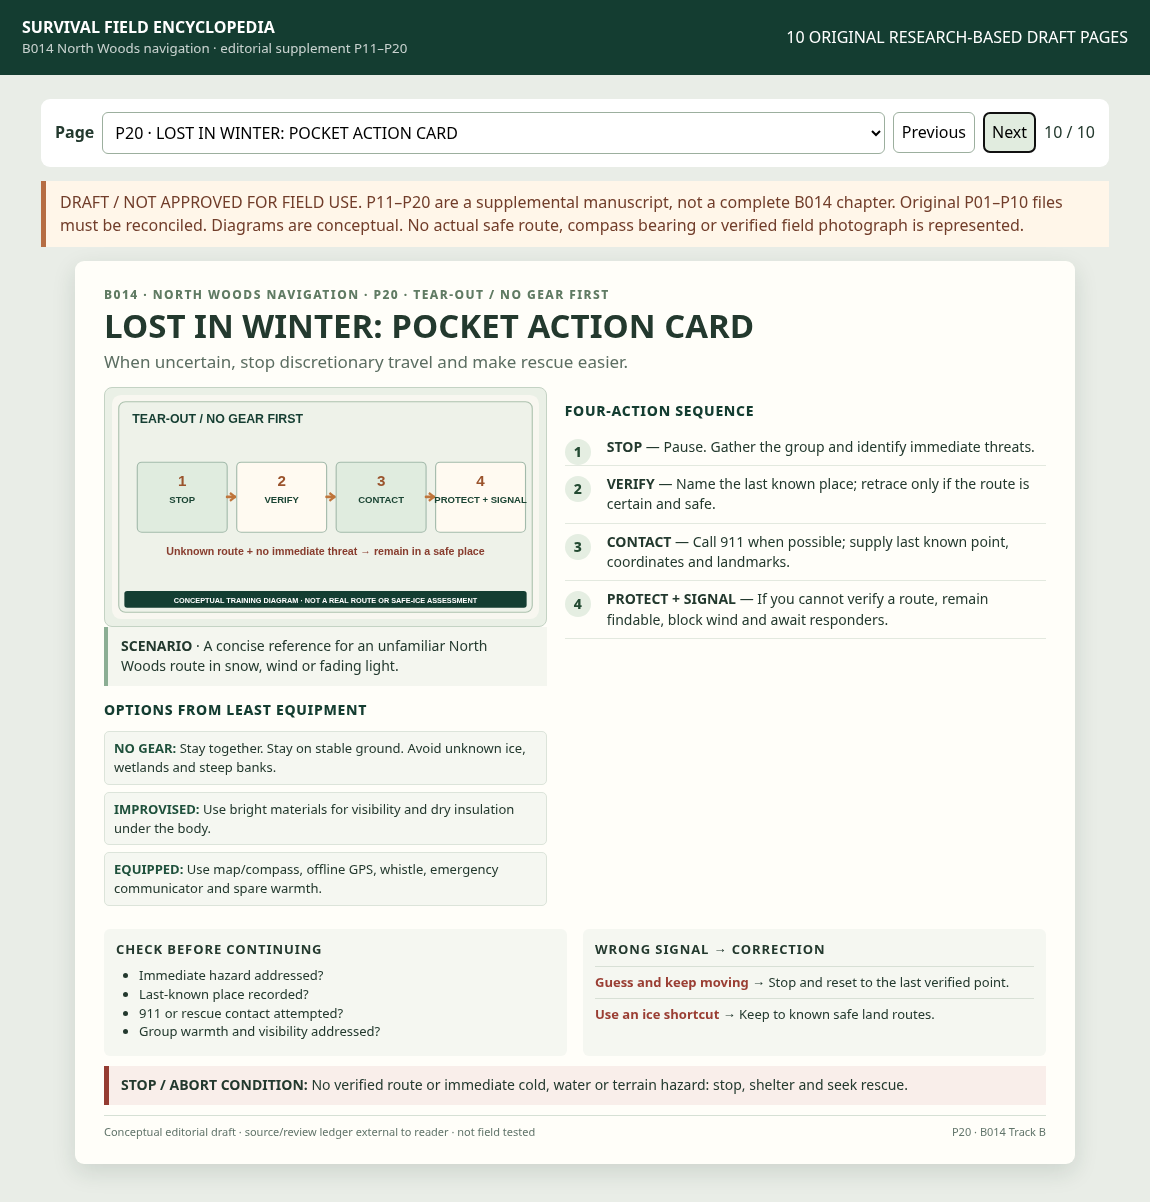 SURVIVAL FIELD ENCYCLOPEDIA
B014 North Woods navigation · editorial supplement P11–P20
10 ORIGINAL RESEARCH-BASED DRAFT PAGES
Page
P20 · LOST IN WINTER: POCKET ACTION CARD
Previous
Next
10 / 10
DRAFT / NOT APPROVED FOR FIELD USE. P11–P20 are a supplemental manuscript, not a complete B014 chapter. Original P01–P10 files
must be reconciled. Diagrams are conceptual. No actual safe route, compass bearing or verified field photograph is represented.
B014 · NORTH WOODS NAVIGATION · P20 · TEAR-OUT / NO GEAR FIRST
LOST IN WINTER: POCKET ACTION CARD
When uncertain, stop discretionary travel and make rescue easier.
TEAR-OUT / NO GEAR FIRST
1
STOP
2
VERIFY
3
CONTACT
4
PROTECT + SIGNAL
Unknown route + no immediate threat → remain in a safe place
CONCEPTUAL TRAINING DIAGRAM · NOT A REAL ROUTE OR SAFE-ICE ASSESSMENT
SCENARIO · A concise reference for an unfamiliar North
Woods route in snow, wind or fading light.
OPTIONS FROM LEAST EQUIPMENT
NO GEAR: Stay together. Stay on stable ground. Avoid unknown ice,
wetlands and steep banks.
IMPROVISED: Use bright materials for visibility and dry insulation
under the body.
EQUIPPED: Use map/compass, offline GPS, whistle, emergency
communicator and spare warmth.
FOUR-ACTION SEQUENCE
1 STOP — Pause. Gather the group and identify immediate threats.
2 VERIFY — Name the last known place; retrace only if the route is
certain and safe.
3 CONTACT — Call 911 when possible; supply last known point,
coordinates and landmarks.
4 PROTECT + SIGNAL — If you cannot verify a route, remain
findable, block wind and await responders.
CHECK BEFORE CONTINUING
• Immediate hazard addressed?
• Last-known place recorded?
• 911 or rescue contact attempted?
• Group warmth and visibility addressed?
WRONG SIGNAL → CORRECTION
Guess and keep moving → Stop and reset to the last verified point.
Use an ice shortcut → Keep to known safe land routes.
STOP / ABORT CONDITION: No verified route or immediate cold, water or terrain hazard: stop, shelter and seek rescue.
Conceptual editorial draft · source/review ledger external to reader · not field tested
P20 · B014 Track B